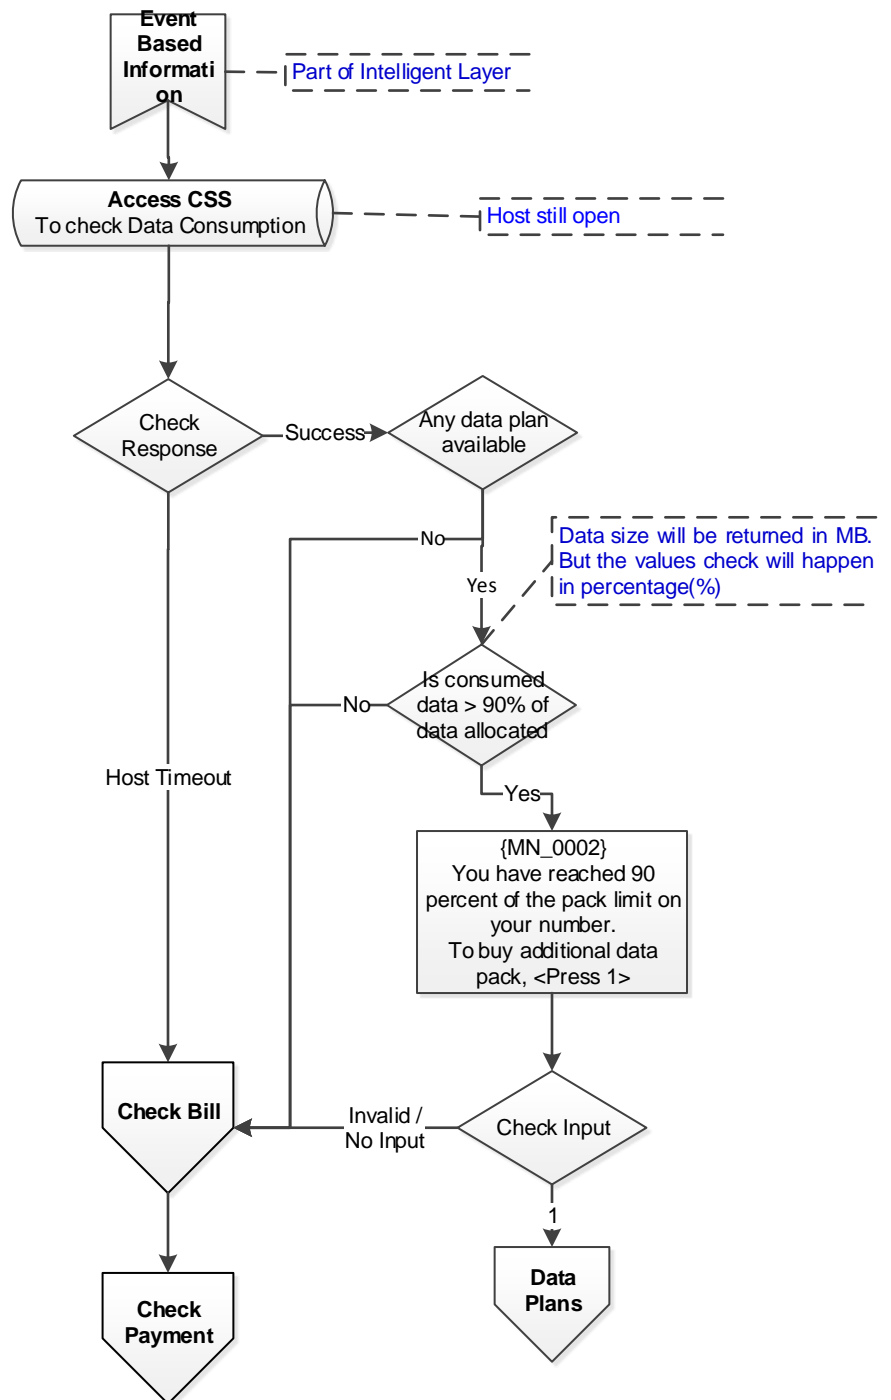 Event
Based
Informati
on
Part of Intelligent Layer
Access CSS
To check Data Consumption
Host still open
Check
Response
Success
Any data plan
available
No
Data size will be returned in MB.
But the values check will happen
in percentage(%)
Yes
Is consumed
data > 90% of
data allocated
No
Host Timeout
Yes
{MN_0002}
You have reached 90
percent of the pack limit on
your number.
To buy additional data
pack, <Press 1>
Check Bill
Invalid /
No Input
Check Input
1
Data
Plans
Check
Payment